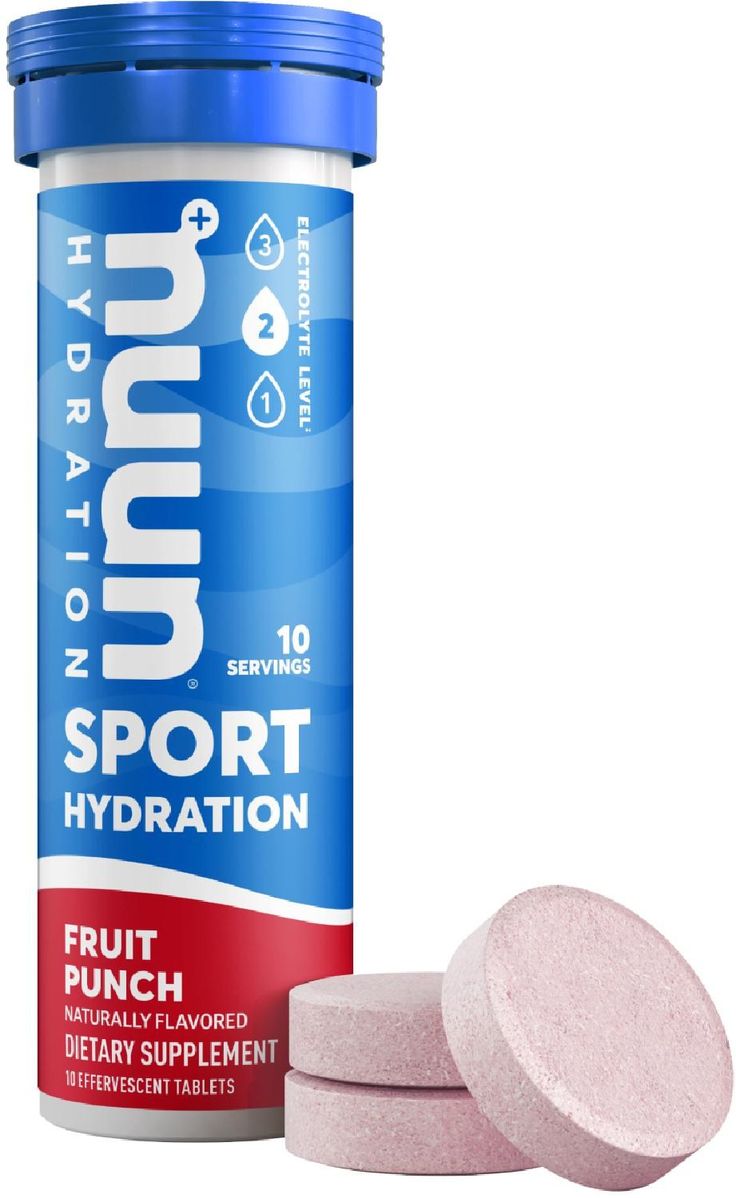 nuun+
HYDRATION
ELECTROLYTE LEVEL‡
3
2
1
10
SERVINGS
®
SPORT
HYDRATION
FRUIT
PUNCH
NATURALLY FLAVORED
DIETARY SUPPLEMENT
10 EFFERVESCENT TABLETS